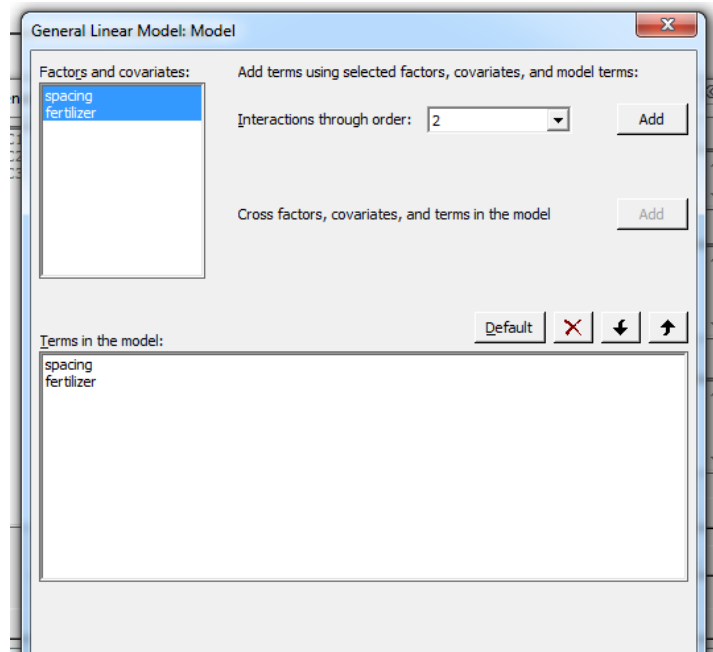 General Linear Model: Model
Factors and covariates:
Add terms using selected factors, covariates, and model terms:
spacing
fertilizer
Interactions through order:
2
Add
Cross factors, covariates, and terms in the model
Add
Default
Terms in the model:
spacing
fertilizer